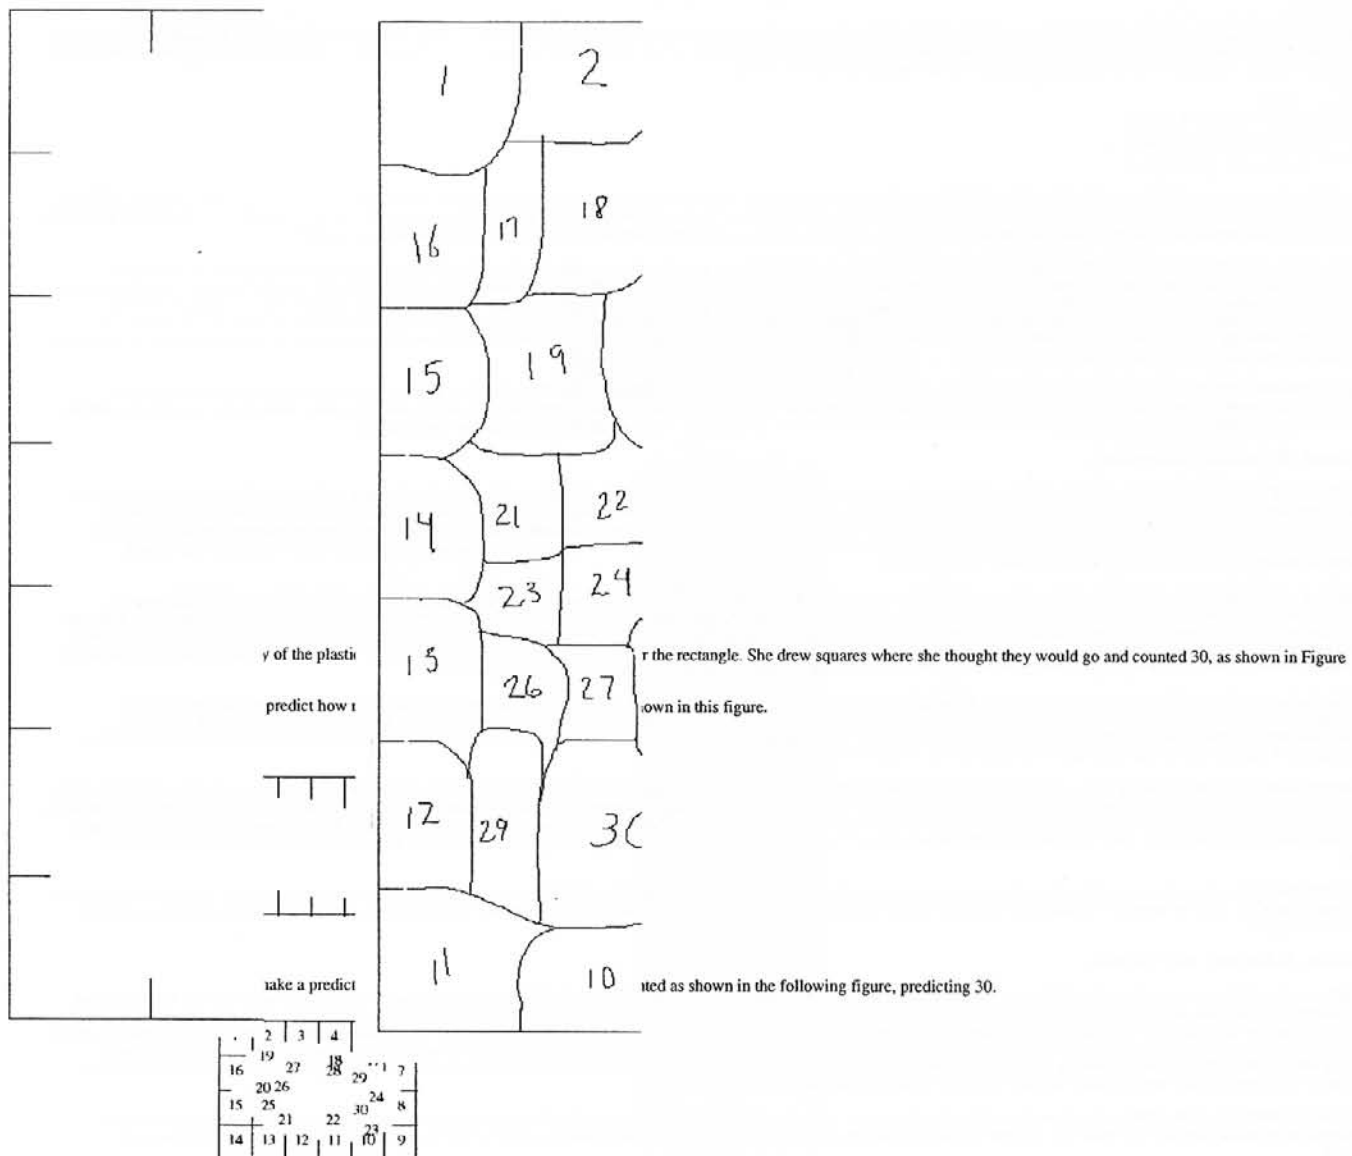 1 2
16 17 18
15 19
14 21 22
23 24
y of the plasti r the rectangle. She drew squares where she thought they would go and counted 30, as shown in Figure
13 26 27
predict how own in this figure.
12 29 30
11 10
nake a predict ted as shown in the following figure, predicting 30.
2 3 4
19 18
16 27 28 29 7
20 26 24
15 25 30 8
21 22 23
14 13 12 11 10 9